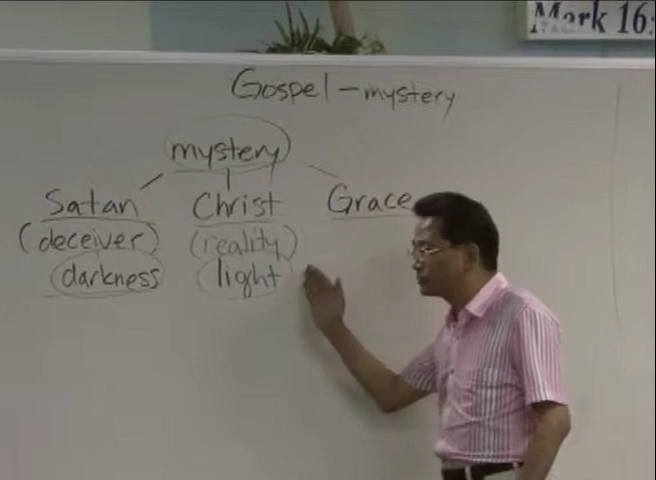 Mark 16:
Gospel - mystery
mystery
Satan Christ Grace
(deceiver) (reality)
darkness light